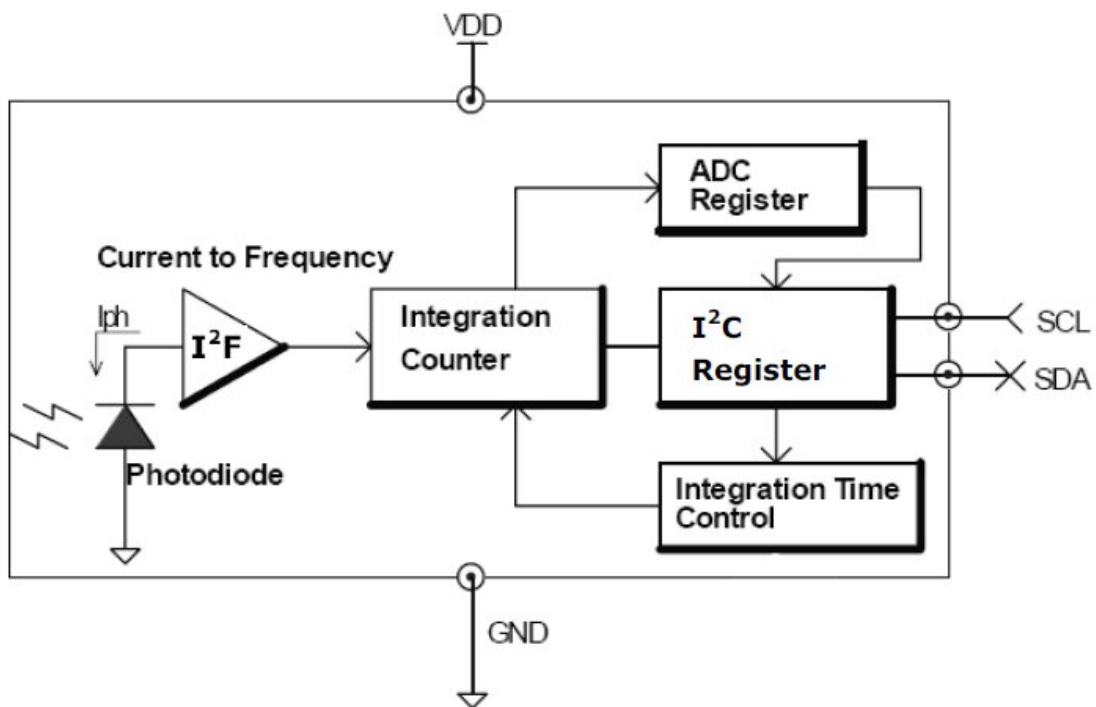 VDD
ADC
Register
Current to Frequency
Iph
I²F
Integration
Counter
I²C
Register
SCL
SDA
Photodiode
Integration Time
Control
GND